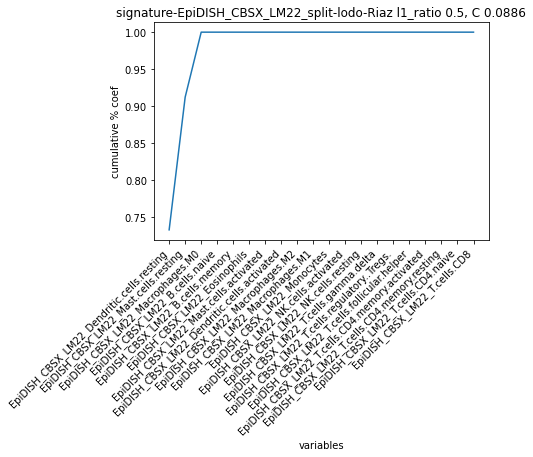 signature-EpiDISH_CBSX_LM22_split-lodo-Riaz l1_ratio 0.5, C 0.0886
cumulative % coef
1.00
0.95
0.90
0.85
0.80
0.75
EpiDISH_CBSX_LM22_Dendritic.cells.resting
EpiDISH_CBSX_LM22_Mast.cells.resting
EpiDISH_CBSX_LM22_Macrophages.M0
EpiDISH_CBSX_LM22_B.cells.naive
EpiDISH_CBSX_LM22_B.cells.memory
EpiDISH_CBSX_LM22_Eosinophils
EpiDISH_CBSX_LM22_Mast.cells.activated
EpiDISH_CBSX_LM22_Dendritic.cells.activated
EpiDISH_CBSX_LM22_Macrophages.M2
EpiDISH_CBSX_LM22_Macrophages.M1
EpiDISH_CBSX_LM22_Monocytes
EpiDISH_CBSX_LM22_NK.cells.activated
EpiDISH_CBSX_LM22_NK.cells.resting
EpiDISH_CBSX_LM22_T.cells.gamma.delta
EpiDISH_CBSX_LM22_T.cells.regulatory..Tregs.
EpiDISH_CBSX_LM22_T.cells.follicular.helper
EpiDISH_CBSX_LM22_T.cells.CD4.memory.activated
EpiDISH_CBSX_LM22_T.cells.CD4.memory.resting
EpiDISH_CBSX_LM22_T.cells.CD4.naive
EpiDISH_CBSX_LM22_T.cells.CD8
variables